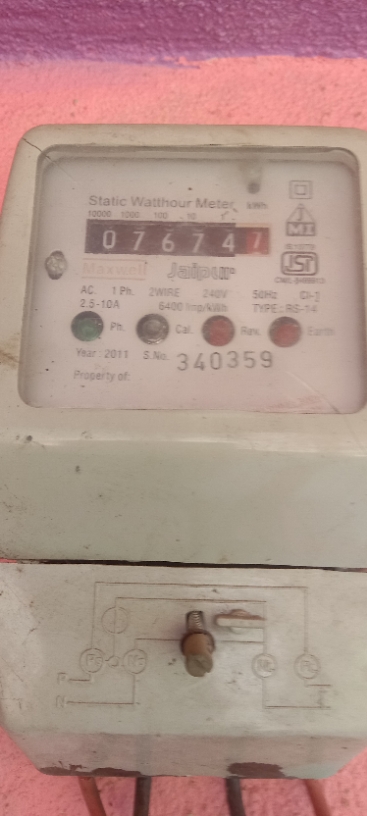 Static Watthour Meter kWh
10000 1000 100 10 1
0 7 6 7 4 7
Maxwell Jaipur
AC. 1 Ph. 2WIRE 240V 50Hz Cl-1
2.5-10A 6400 Imp/kWh TYPE: RS-14
Ph. Cal. Rev. Earth
Year: 2011 S.No. 340359
Property of: